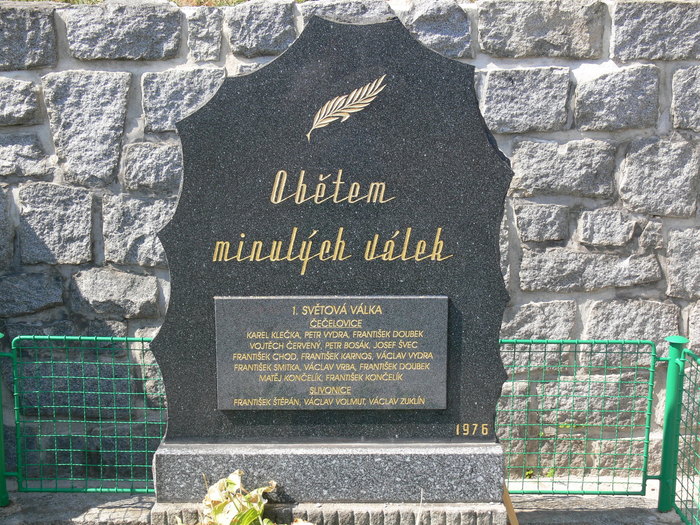 Obětem
minulých válek
1. SVĚTOVÁ VÁLKA
ČEČELOVICE
KAREL KLEČKA, PETR VYDRA, FRANTIŠEK DOUBEK
VOJTĚCH ČERVENÝ, PETR BOSÁK, JOSEF ŠVEC
FRANTIŠEK CHOD, FRANTIŠEK KARNOS, VÁCLAV VYDRA
FRANTIŠEK SMITKA, VÁCLAV VRBA, FRANTIŠEK DOUBEK
MATĚJ KONČELÍK, FRANTIŠEK KONČELÍK
SLIVONICE
FRANTIŠEK ŠTĚPÁN, VÁCLAV VOLMUT, VÁCLAV ZUKLÍN
1976